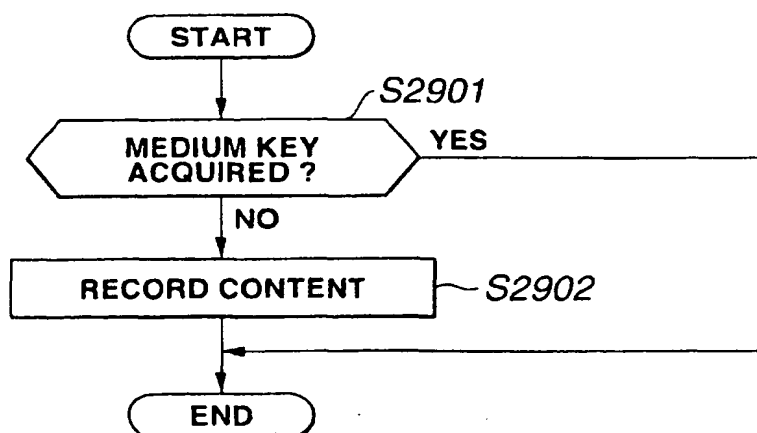 START
S2901
MEDIUM KEY
ACQUIRED ?
YES
NO
RECORD CONTENT
S2902
END